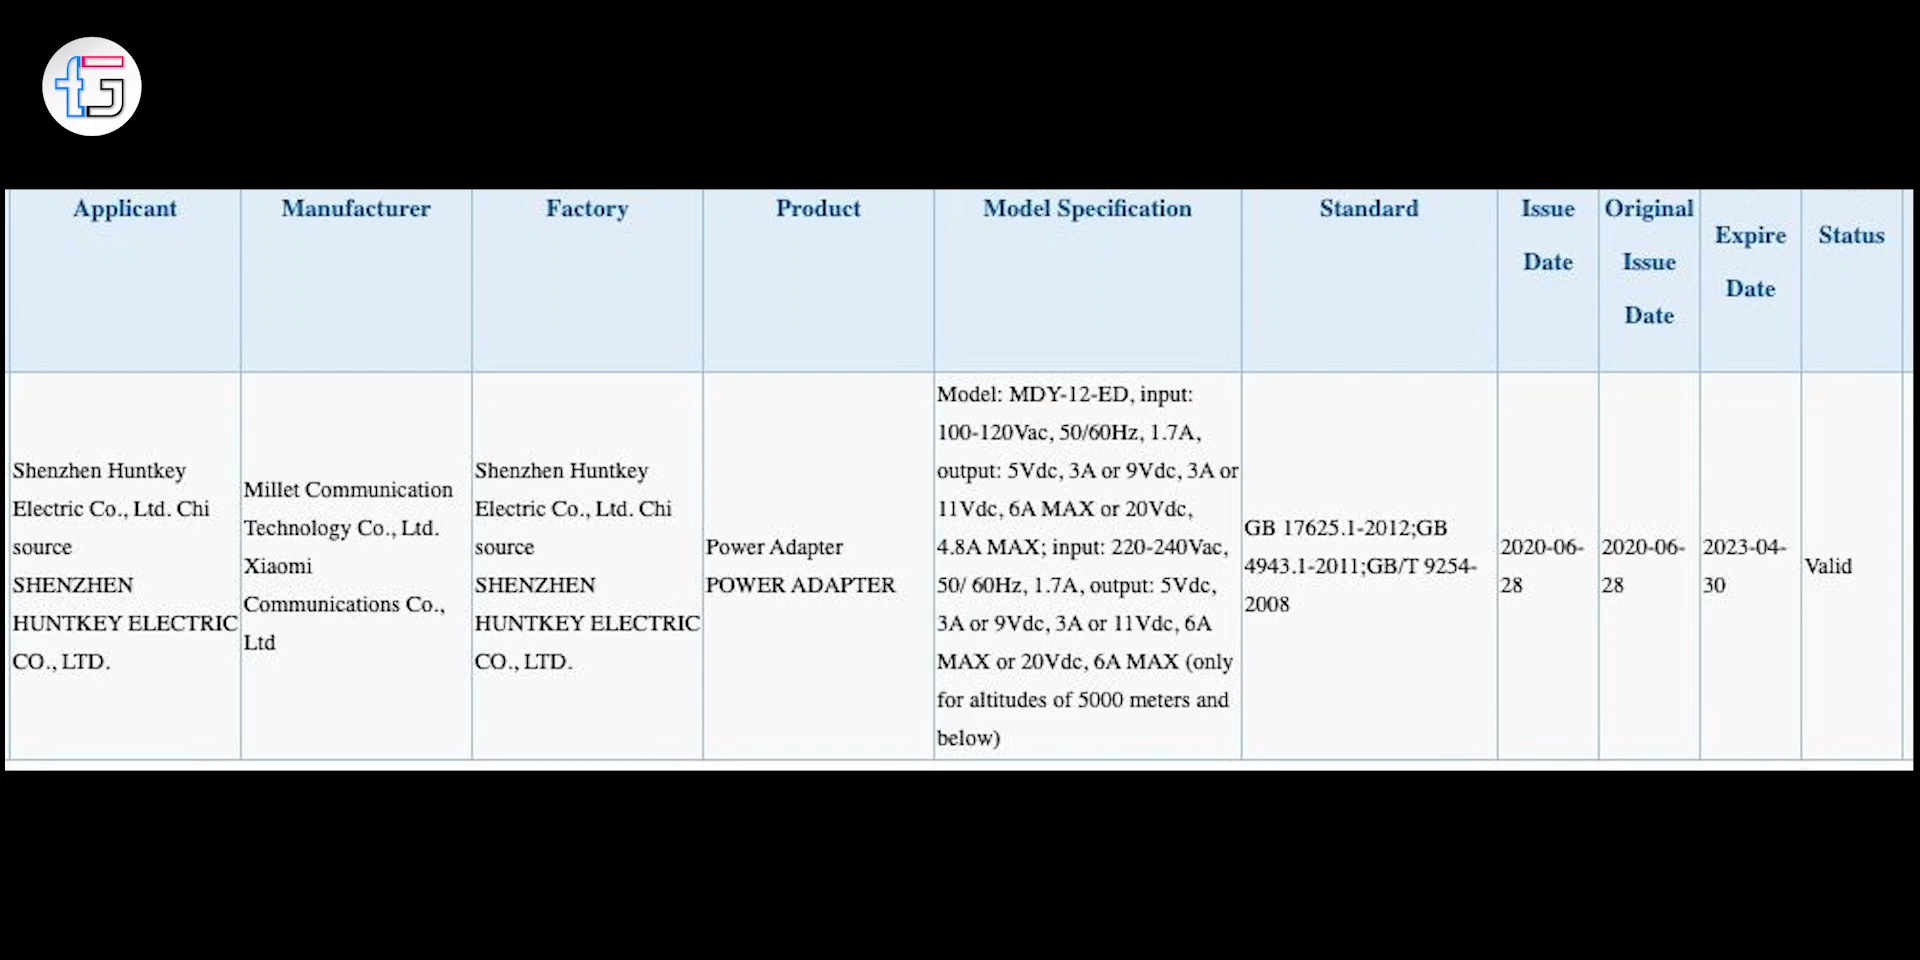 tG
Applicant
Manufacturer
Factory
Product
Model Specification
Standard
Issue
Date
Original
Issue
Date
Expire
Date
Status
Shenzhen Huntkey
Electric Co., Ltd. Chi
source
SHENZHEN
HUNTKEY ELECTRIC
CO., LTD.
Millet Communication
Technology Co., Ltd.
Xiaomi
Communications Co.,
Ltd
Shenzhen Huntkey
Electric Co., Ltd. Chi
source
SHENZHEN
HUNTKEY ELECTRIC
CO., LTD.
Power Adapter
POWER ADAPTER
Model: MDY-12-ED, input:
100-120Vac, 50/60Hz, 1.7A,
output: 5Vdc, 3A or 9Vdc, 3A or
11Vdc, 6A MAX or 20Vdc,
4.8A MAX; input: 220-240Vac,
50/ 60Hz, 1.7A, output: 5Vdc,
3A or 9Vdc, 3A or 11Vdc, 6A
MAX or 20Vdc, 6A MAX (only
for altitudes of 5000 meters and
below)
GB 17625.1-2012;GB
4943.1-2011;GB/T 9254-
2008
2020-06-
28
2020-06-
28
2023-04-
30
Valid